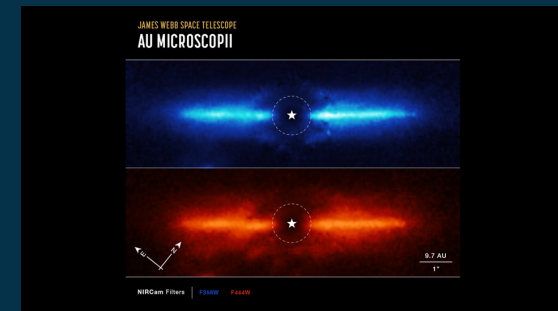 JAMES WEBB SPACE TELESCOPE
AU MICROSCOPII
E
N
9.7 AU
1"
NIRCam Filters F356W F444W